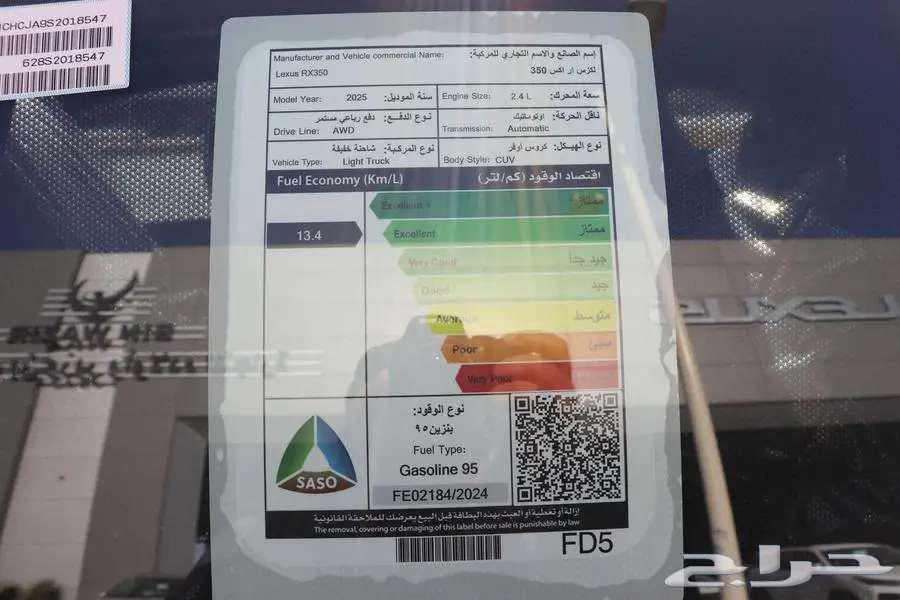 JCHCJA9S2018547
628S2018547
Manufacturer and Vehicle commercial Name: إسم الصانع والاسم التجاري للمركبة:
Lexus RX350 لكزس ار اكس 350
Model Year: 2025 سنة الموديل: Engine Size: 2.4 L سعة المحرك:
نوع الدفع: دفع رباعي مستمر ناقل الحركة: اوتوماتيك
Drive Line: AWD Transmission: Automatic
نوع المركبة: شاحنة خفيفة نوع الهيكل: كروس أوفر
Vehicle Type: Light Truck Body Style: CUV
Fuel Economy (Km/L) اقتصاد الوقود (كم/لتر)
Excellent + ممتاز +
13.4 Excellent ممتاز
Very Good جيد جداً
Good جيد
Average متوسط
Poor سيئ
Very Poor
نوع الوقود:
بنزين ٩٥
Fuel Type:
Gasoline 95
SASO
FE02184/2024
إزالة أو تغطية أو العبث بهذه البطاقة قبل البيع يعرضك للملاحقة القانونية
The removal, covering or damaging of this label before sale is punishable by law
FD5
حراج